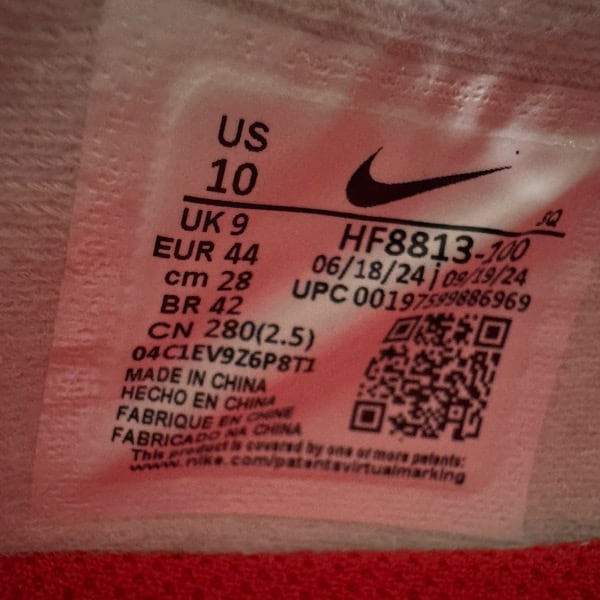 US
10
SQ
UK 9
HF8813-100
EUR 44
06/18/24 | 09/19/24
cm 28
UPC 00197599886969
BR 42
CN 280(2.5)
04C1EV9Z6P8TI
MADE IN CHINA
HECHO EN CHINA
FABRIQUE EN CHINE
FABRICADO NA CHINA
This product is covered by one or more patents:
www.nike.com/patentsvirtualmarking